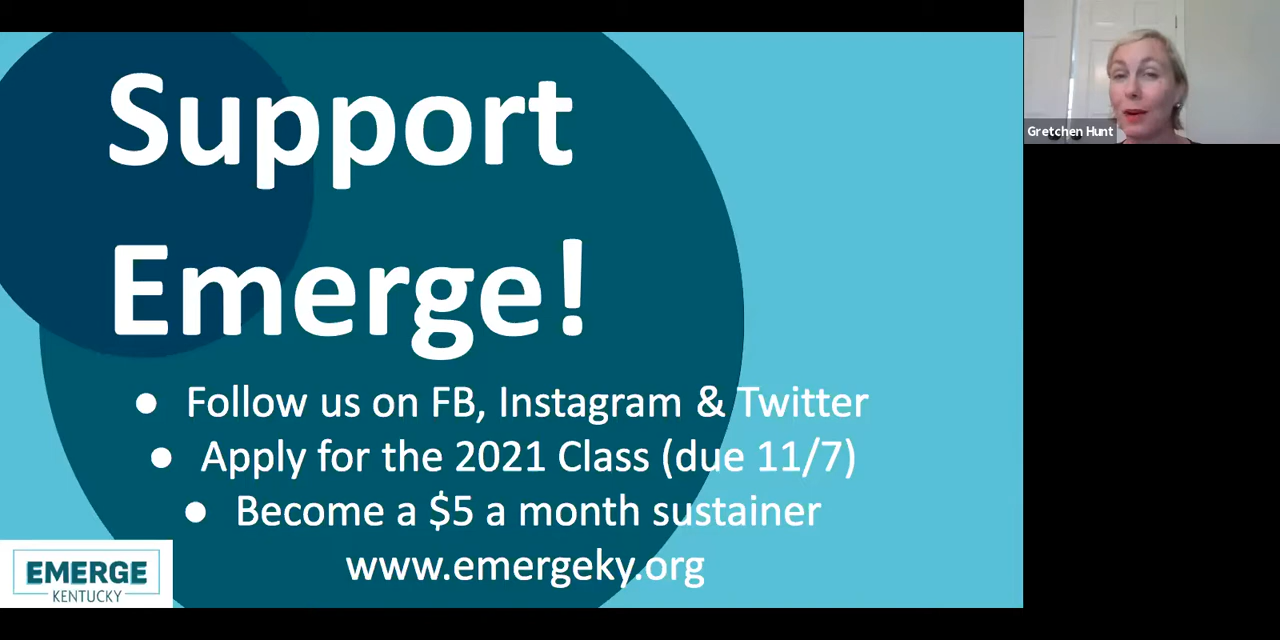 Support
Emerge!
● Follow us on FB, Instagram & Twitter
● Apply for the 2021 Class (due 11/7)
● Become a $5 a month sustainer
www.emergeky.org
EMERGE
KENTUCKY
Gretchen Hunt